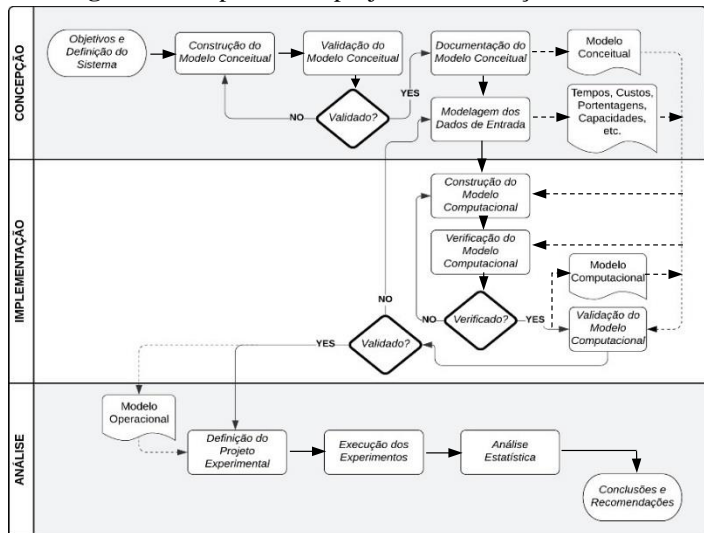 CONCEPÇÃO
Objetivos e
Definição do
Sistema
Construção do
Modelo Conceitual
Validação do
Modelo Conceitual
Documentação do
Modelo Conceitual
Modelo
Conceitual
YES
NO
Validado?
Modelagem dos
Dados de Entrada
Tempos, Custos,
Portentagens,
Capacidades,
etc.
IMPLEMENTAÇÃO
Construção do
Modelo
Computacional
Verificação do
Modelo
Computacional
Modelo
Computacional
NO
Verificado?
YES
Validação do
Modelo
Computacional
NO
YES
Validado?
ANÁLISE
Modelo
Operacional
Definição do
Projeto
Experimental
Execução dos
Experimentos
Análise
Estatística
Conclusões e
Recomendações